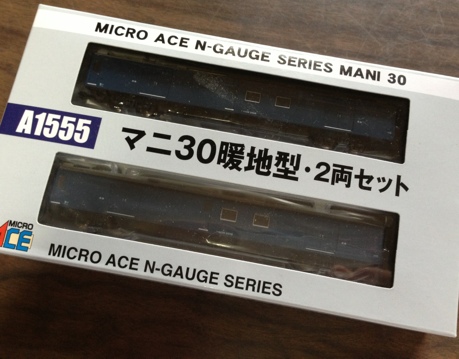 MICRO ACE N-GAUGE SERIES MANI 30
A1555
マニ30暖地型・2両セット
MICRO
ACE
MICRO ACE N-GAUGE SERIES